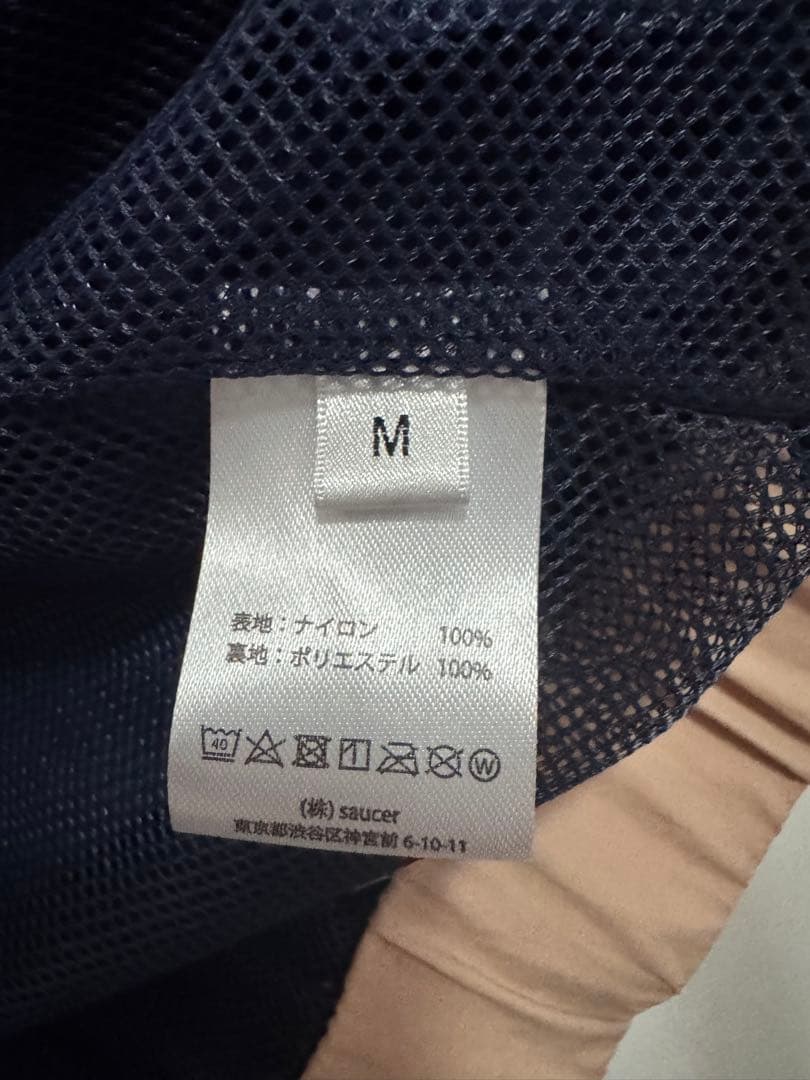 M
表地：ナイロン 100%
裏地：ポリエステル 100%
40 W
(株) saucer
東京都渋谷区神宮前 6-10-11